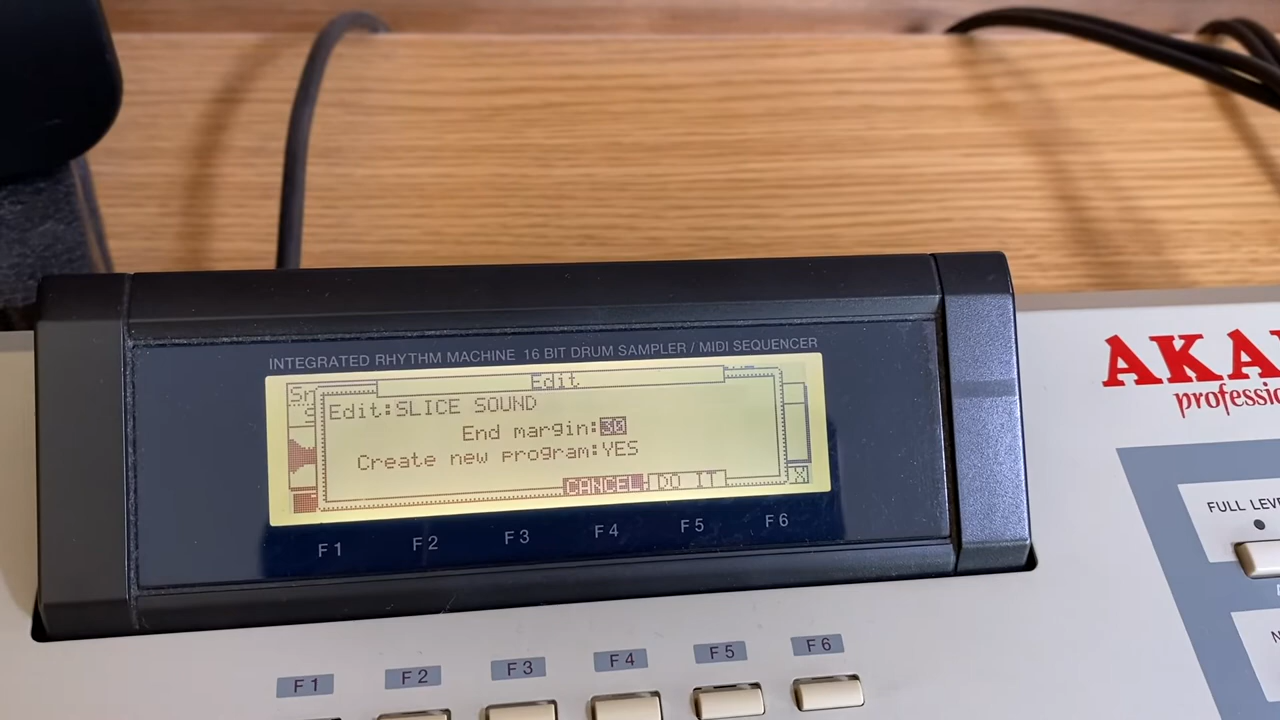 INTEGRATED RHYTHM MACHINE 16 BIT DRUM SAMPLER / MIDI SEQUENCER
Edit
Edit:SLICE SOUND
End margin:30
Create new program:YES
CANCEL DO IT
F1 F2 F3 F4 F5 F6
F1 F2 F3 F4 F5 F6
AKA
professio
FULL LEVE